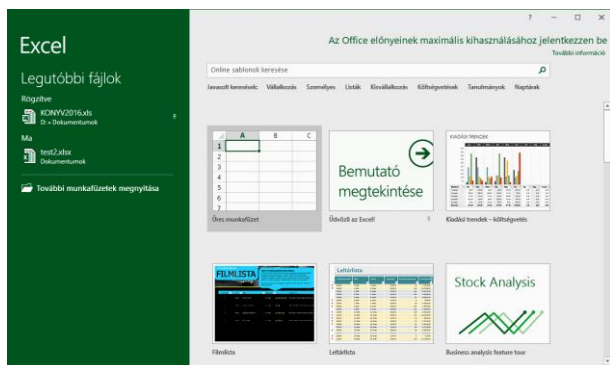 Excel
Legutóbbi fájlok
Rögzítve
KONYV2016.xls
D: » Dokumentumok
Ma
test2.xlsx
Dokumentumok
További munkafüzetek megnyitása
Az Office előnyeinek maximális kihasználásához jelentkezzen be
További információ
Online sablonok keresése
Javasolt keresések: Vállalkozás Személyes Listák Kisvállalkozás Költségvetések Tanulmányok Naptárak
A B C
1
2
3
4
5
6
7
Üres munkafüzet
Bemutató
megtekintése
Üdvözli az Excel!
KIADÁSI TRENDEK
Kiadási trendek – költségvetés
FILMLISTA
Filmlista
Leltárlista
Leltárlista
Stock Analysis
Business analysis feature tour